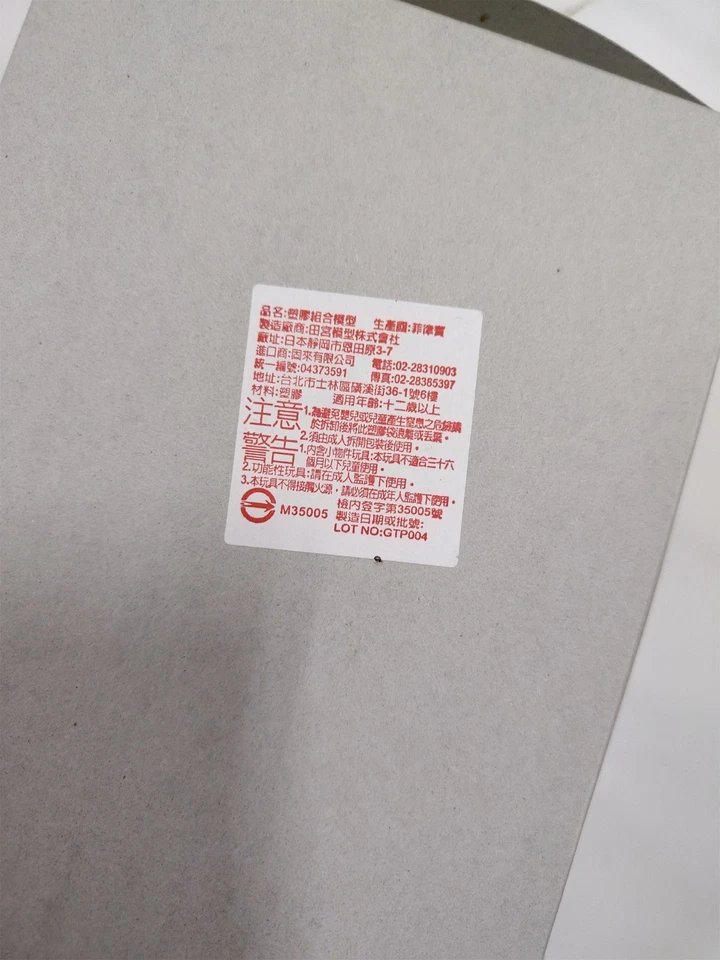 品名:塑膠組合模型 生產國:菲律賓
製造廠商:田宮模型株式會社
廠址:日本靜岡市恩田原3-7
進口商:固來有限公司 電話:02-28310903
統一編號:04373591 傳真:02-28385397
地址:台北市士林區磺溪街36-1號6樓
材料:塑膠 適用年齡:十二歲以上
注意 1.為避免嬰兒或兒童產生窒息之危險請
於拆卸後將此塑膠袋遠離或丟棄。
2.須由成人拆開包裝後使用。
警告 1.內含小物件玩具:本玩具不適合三十六
個月以下兒童使用。
2.功能性玩具:請在成人監護下使用。
3.本玩具不得接觸火源,請必須在成年人監護下使用。
M35005 檢內登字第35005號
製造日期或批號:
LOT NO:GTP004